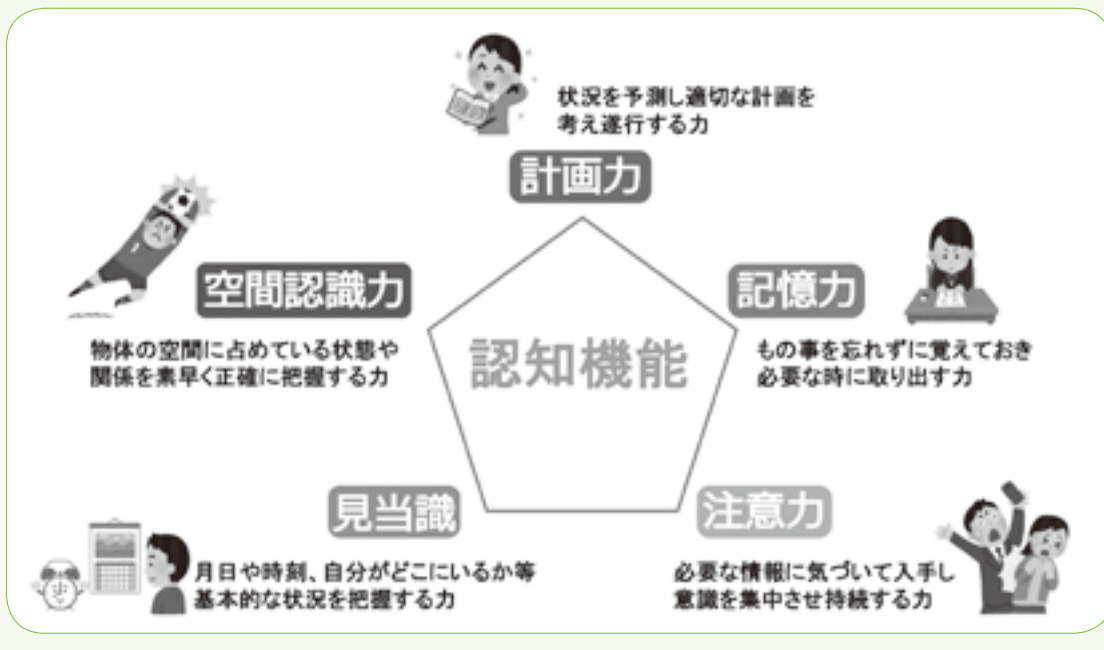 状況を予測し適切な計画を
考え遂行する力
計画力
空間認識力
物体の空間に占めている状態や
関係を素早く正確に把握する力
記憶力
もの事を忘れずに覚えておき
必要な時に取り出す力
認知機能
見当識
月日や時刻、自分がどこにいるか等
基本的な状況を把握する力
注意力
必要な情報に気づいて入手し
意識を集中させ持続する力